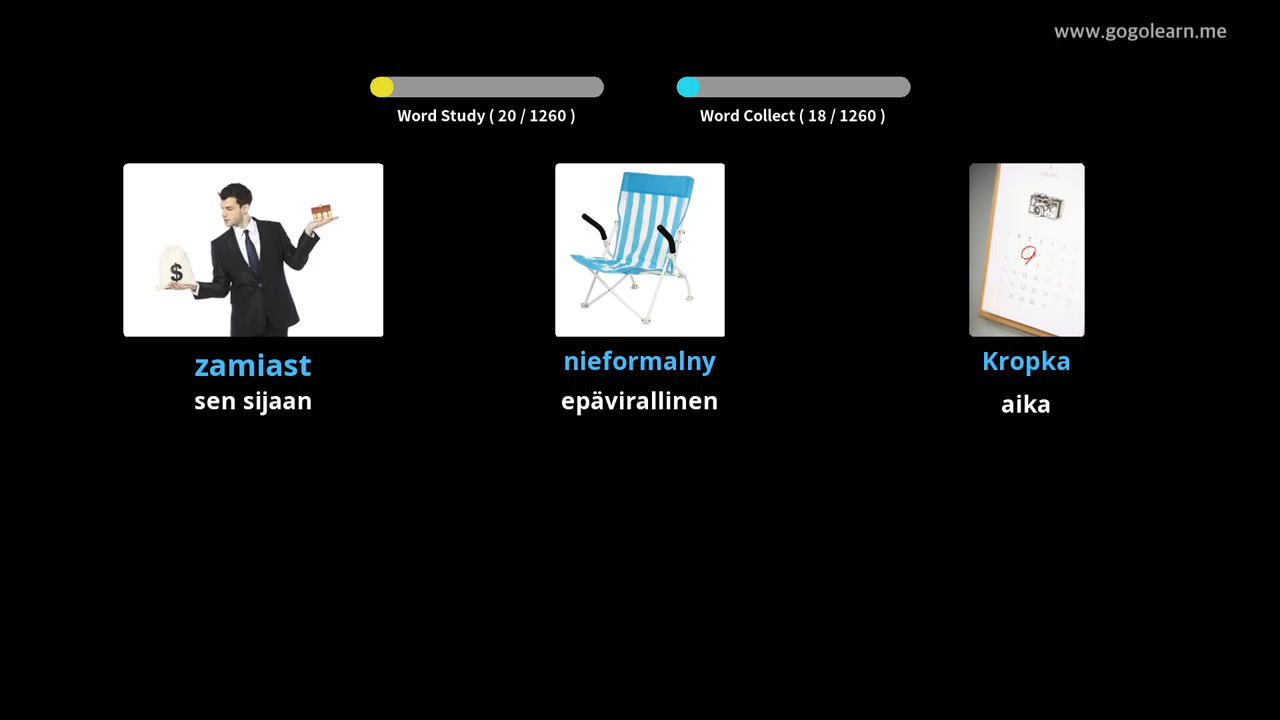 www.gogolearn.me
Word Study ( 20 / 1260 )
Word Collect ( 18 / 1260 )
$
zamiast
nieformalny
Kropka
sen sijaan
epävirallinen
aika